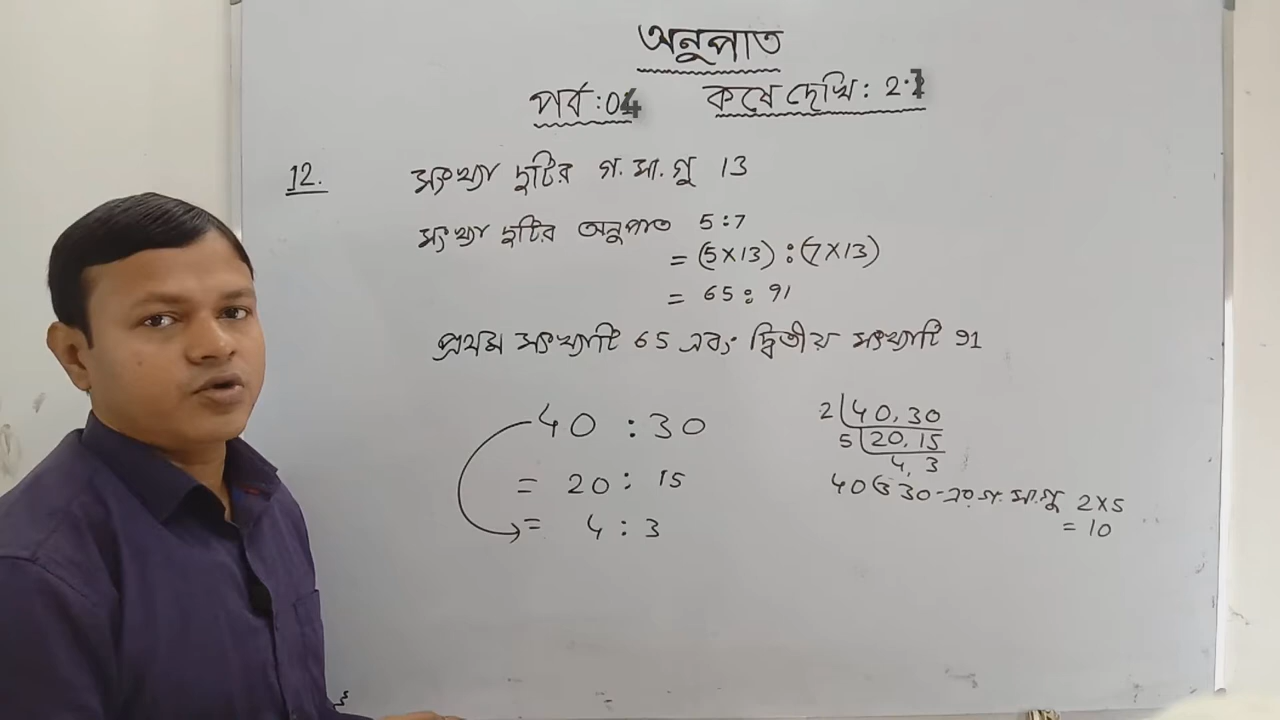 অনুপাত
পর্ব : 04 কষে দেখি : 2.1
12. সংখ্যা দুটির গ. সা. গু 13
সংখ্যা দুটির অনুপাত 5 : 7
= (5×13) : (7×13)
= 65 : 91
প্রথম সংখ্যাটি 65 এবং দ্বিতীয় সংখ্যাটি 91
40 : 30
= 20 : 15
= 4 : 3
2 40, 30
5 20, 15
4, 3
40 ও 30-এর গ. সা. গু 2×5
= 10